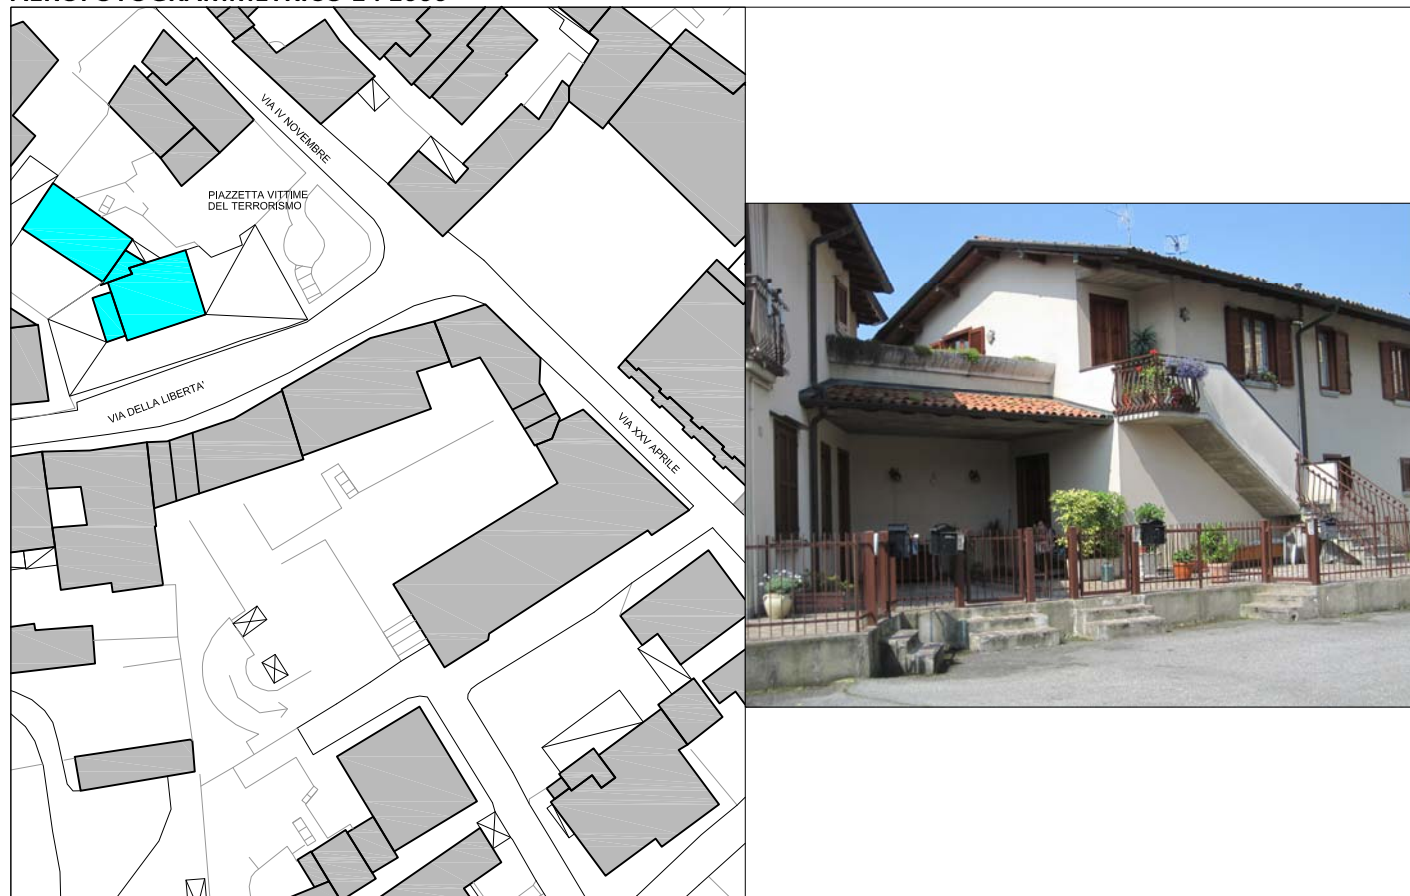 VIA IV NOVEMBRE
PIAZZETTA VITTIME
DEL TERRORISMO
VIA DELLA LIBERTA'
VIA XXV APRILE